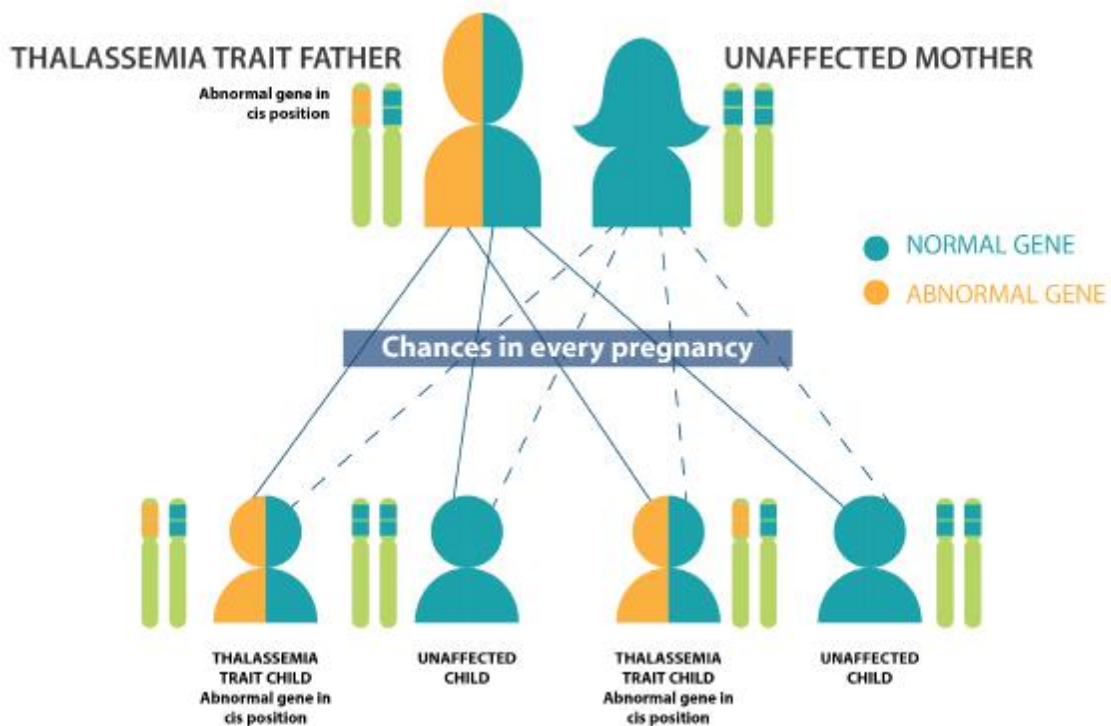 THALASSEMIA TRAIT FATHER
Abnormal gene in
cis position
UNAFFECTED MOTHER
NORMAL GENE
ABNORMAL GENE
Chances in every pregnancy
THALASSEMIA
TRAIT CHILD
Abnormal gene in
cis position
UNAFFECTED
CHILD
THALASSEMIA
TRAIT CHILD
Abnormal gene in
cis position
UNAFFECTED
CHILD